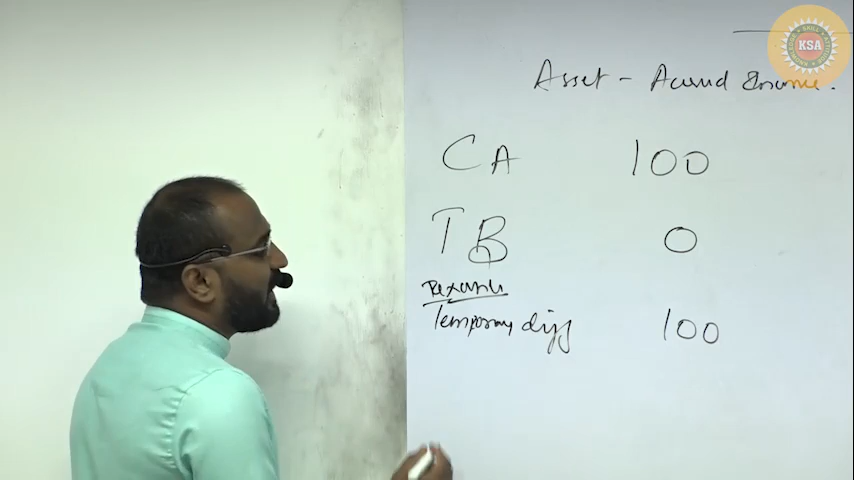 KSA
Asset - Accrued Income.
CA 100
TB 0
Taxable
Temporary diff 100